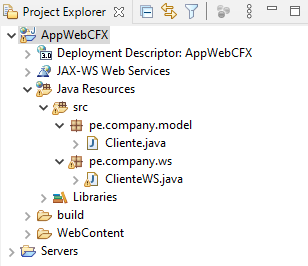 Project Explorer
AppWebCFX
Deployment Descriptor: AppWebCFX
JAX-WS Web Services
Java Resources
src
pe.company.model
Cliente.java
pe.company.ws
ClienteWS.java
Libraries
build
WebContent
Servers